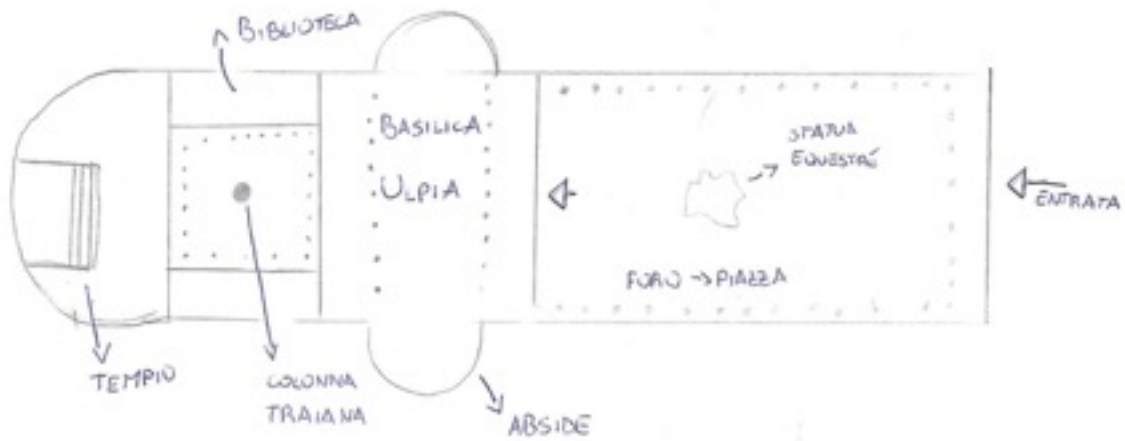 BIBLIOTECA
BASILICA
ULPIA
STATUA
EQUESTRE
ENTRATA
FORO → PIAZZA
TEMPIO
COLONNA
TRAIANA
ABSIDE